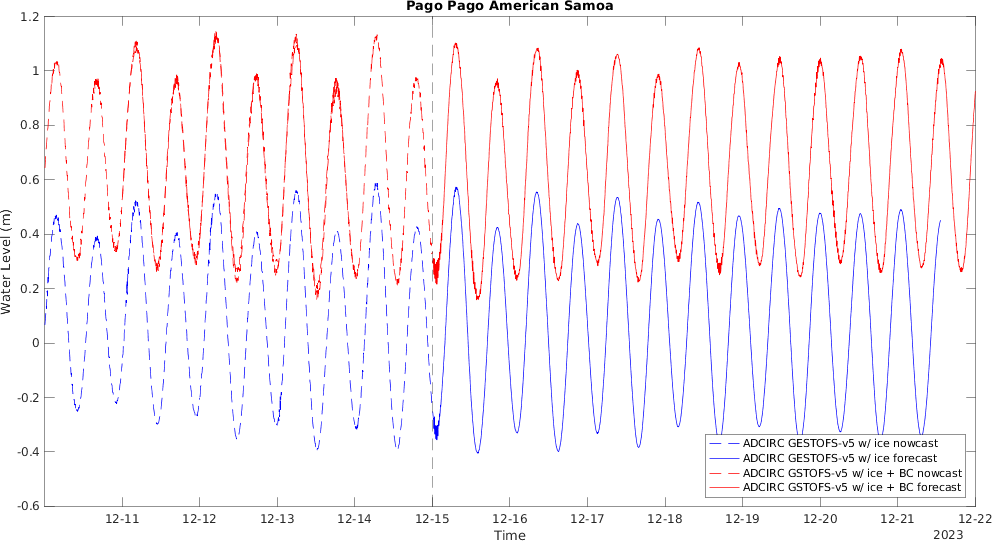 Pago Pago American Samoa
1.2
1
0.8
0.6
0.4
0.2
0
-0.2
-0.4
-0.6
Water Level (m)
ADCIRC GESTOFS-v5 w/ ice nowcast
ADCIRC GESTOFS-v5 w/ ice forecast
ADCIRC GSTOFS-v5 w/ ice + BC nowcast
ADCIRC GSTOFS-v5 w/ ice + BC forecast
12-11 12-12 12-13 12-14 12-15 12-16 12-17 12-18 12-19 12-20 12-21 12-22
Time
2023